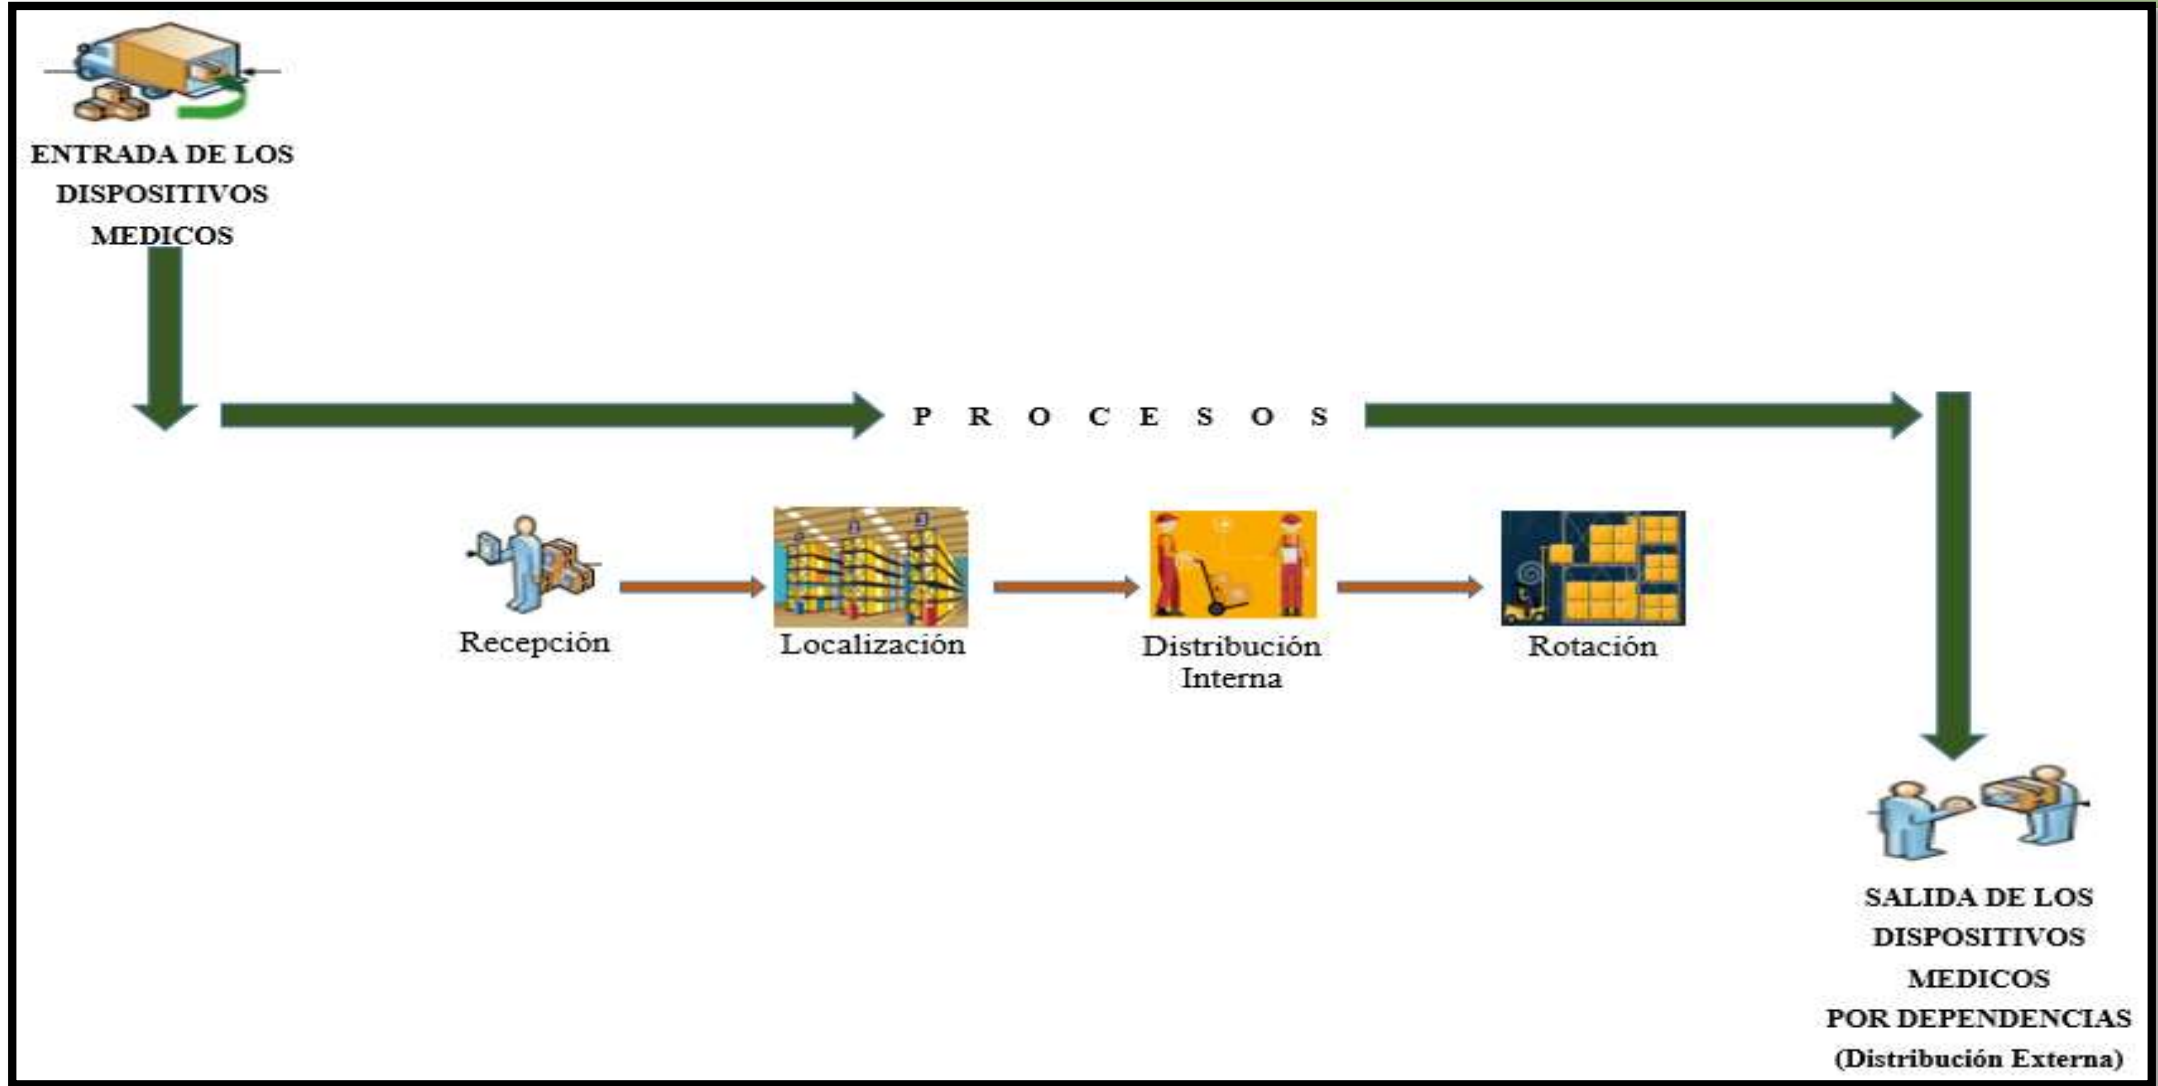 ENTRADA DE LOS
DISPOSITIVOS
MEDICOS
P R O C E S O S
Recepción
Localización
Distribución
Interna
Rotación
SALIDA DE LOS
DISPOSITIVOS
MEDICOS
POR DEPENDENCIAS
(Distribución Externa)